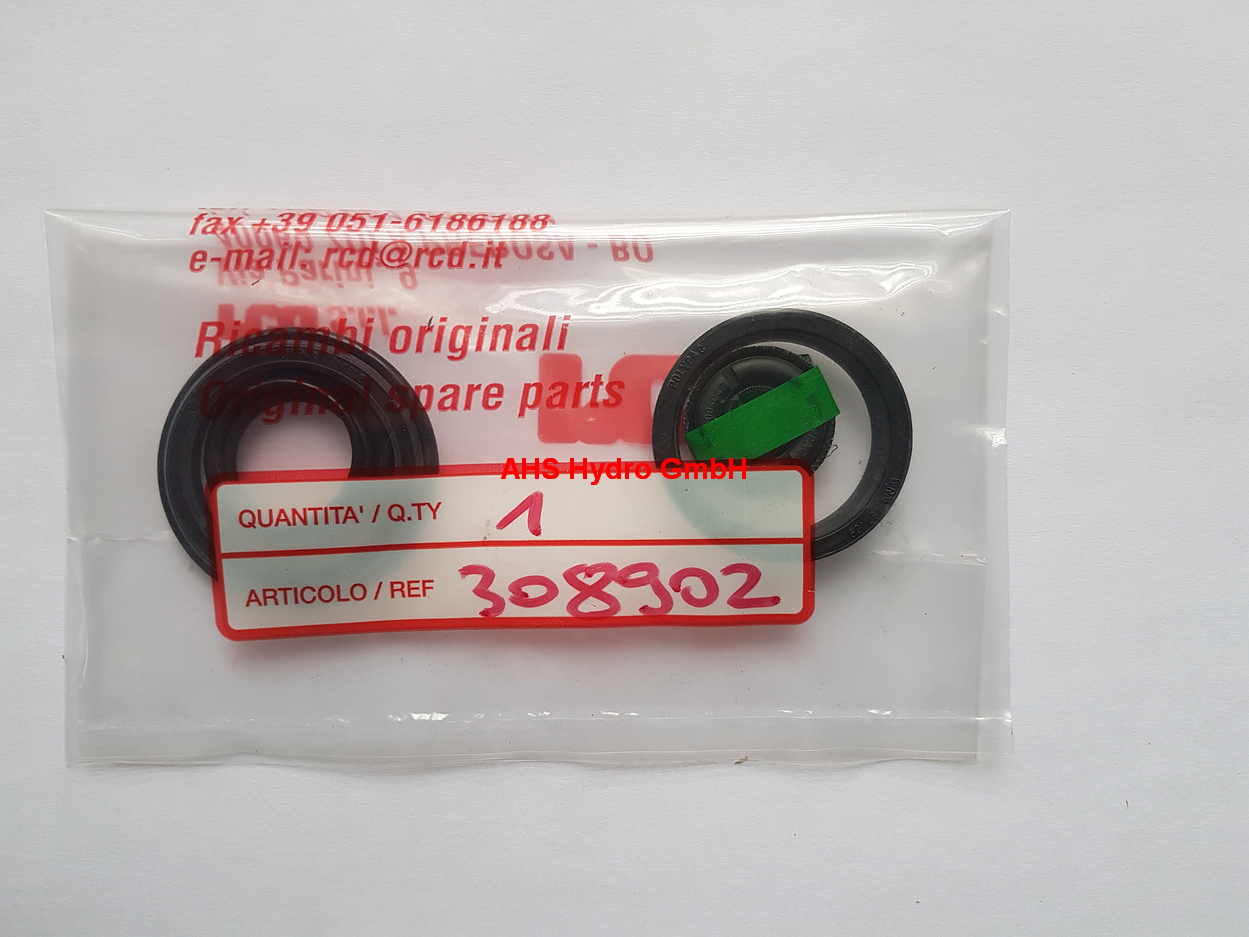 fax +39 051-6186188
e-mail: rcd@rcd.it
Ricambi originali
Original spare parts
AHS Hydro GmbH
QUANTITA' / Q.TY 1
ARTICOLO / REF 308902